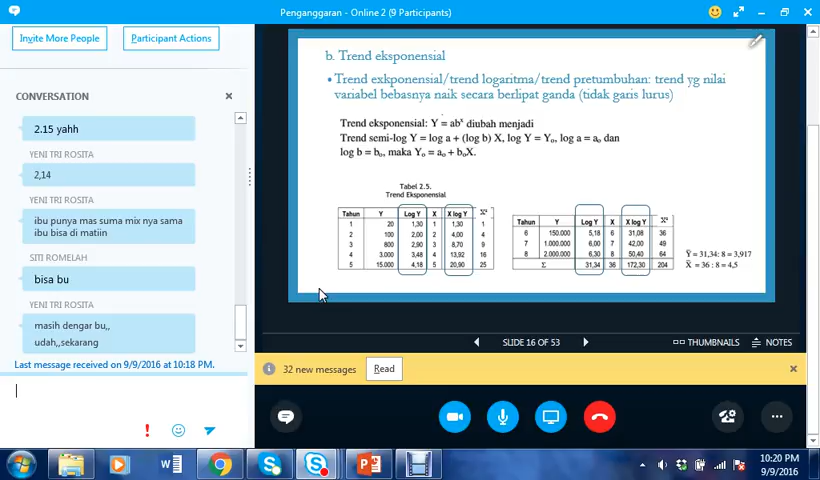 Penganggaran - Online 2 (9 Participants)
Invite More People
Participant Actions
CONVERSATION
2.15 yahh
YENI TRI ROSITA
2,14
YENI TRI ROSITA
ibu punya mas suma mix nya sama
ibu bisa di matiin
SITI ROMELAH
bisa bu
YENI TRI ROSITA
masih dengar bu,,
udah,,sekarang
Last message received on 9/9/2016 at 10:18 PM.
b. Trend eksponensial
• Trend exkponensial/trend logaritma/trend pretumbuhan: trend yg nilai
variabel bebasnya naik secara berlipat ganda (tidak garis lurus)
Trend eksponensial: Y = abˣ diubah menjadi
Trend semi-log Y = log a + (log b) X, log Y = Y₀, log a = a₀ dan
log b = b₀, maka Y₀ = a₀ + b₀X.
Tabel 2.5.
Trend Eksponensial
Tahun Y Log Y X X log Y X²
1 20 1,30 1 1,30 1
2 100 2,00 2 4,00 4
3 800 2,90 3 8,70 9
4 3.000 3,48 4 13,92 16
5 15.000 4,18 5 20,90 25
Tahun Y Log Y X X log Y X²
6 150.000 5,18 6 31,08 36
7 1.000.000 6,00 7 42,00 49
8 2.000.000 6,30 8 50,40 64
Σ 31,34 36 172,30 204
Y̅ = 31,34: 8 = 3,917
X̅ = 36 : 8 = 4,5
SLIDE 16 OF 53
THUMBNAILS
NOTES
32 new messages
Read
10:20 PM
9/9/2016